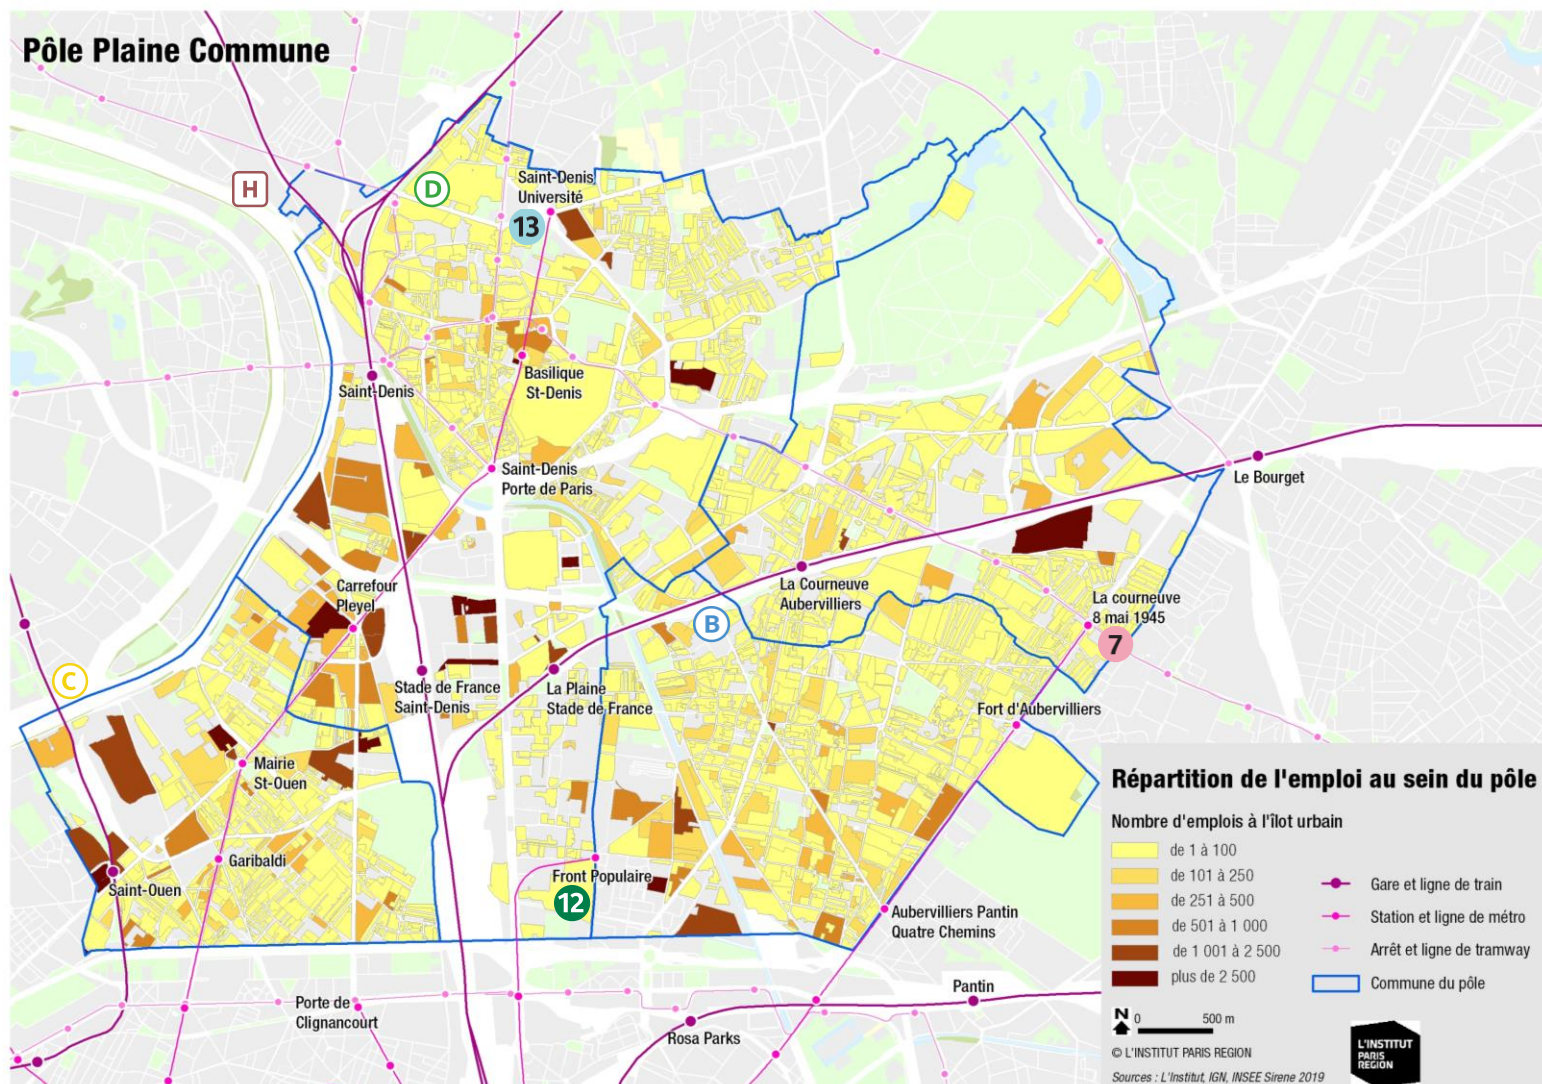 Pôle Plaine Commune
H
D
Saint-Denis
Université
13
Saint-Denis
Basilique
St-Denis
Saint-Denis
Porte de Paris
Le Bourget
Carrefour
Pleyel
La Courneuve
Aubervilliers
La courneuve
8 mai 1945
B
7
C
Stade de France
Saint-Denis
La Plaine
Stade de France
Fort d'Aubervilliers
Mairie
St-Ouen
Garibaldi
Saint-Ouen
Front Populaire
12
Aubervilliers Pantin
Quatre Chemins
Porte de
Clignancourt
Rosa Parks
Pantin
Répartition de l'emploi au sein du pôle
Nombre d'emplois à l'îlot urbain
de 1 à 100
de 101 à 250
de 251 à 500
de 501 à 1 000
de 1 001 à 2 500
plus de 2 500
Gare et ligne de train
Station et ligne de métro
Arrêt et ligne de tramway
Commune du pôle
N
0 500 m
© L'INSTITUT PARIS REGION
Sources : L'Institut, IGN, INSEE Sirene 2019
L'INSTITUT
PARIS
REGION